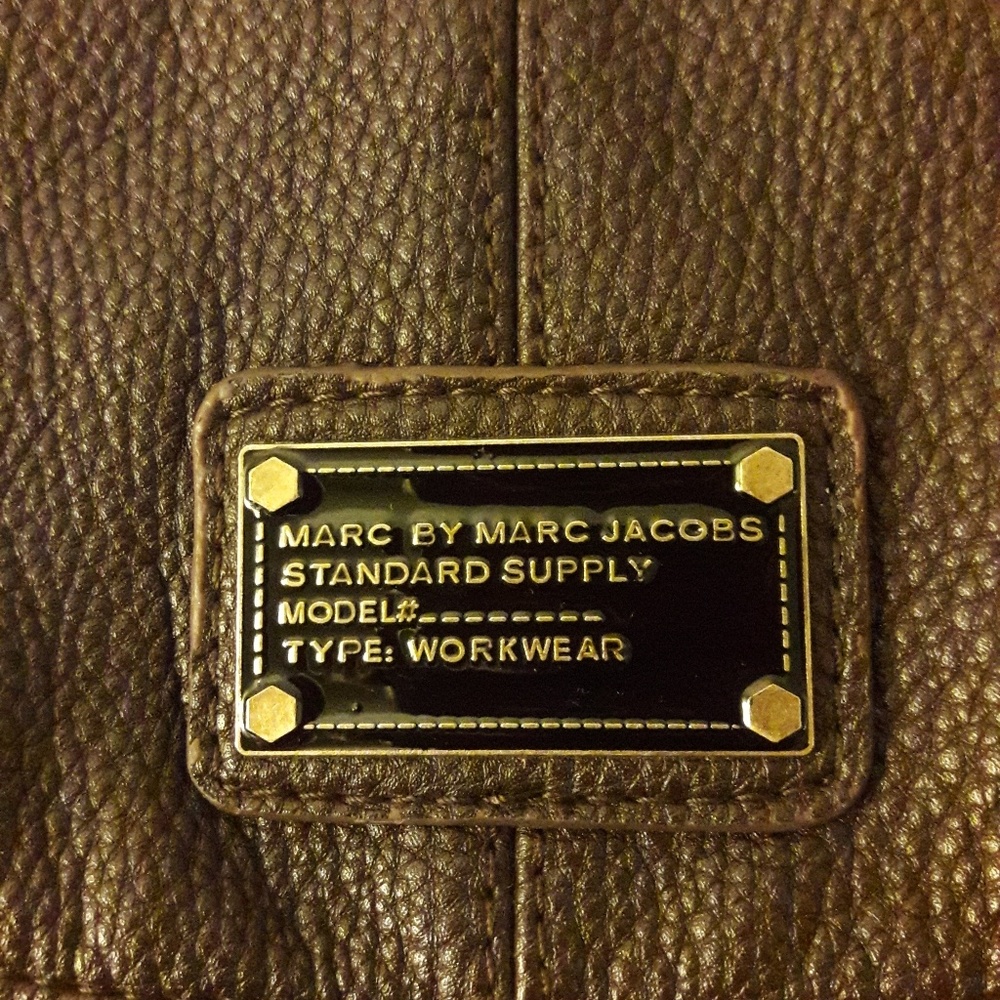 MARC BY MARC JACOBS
STANDARD SUPPLY
MODEL#_________
TYPE: WORKWEAR